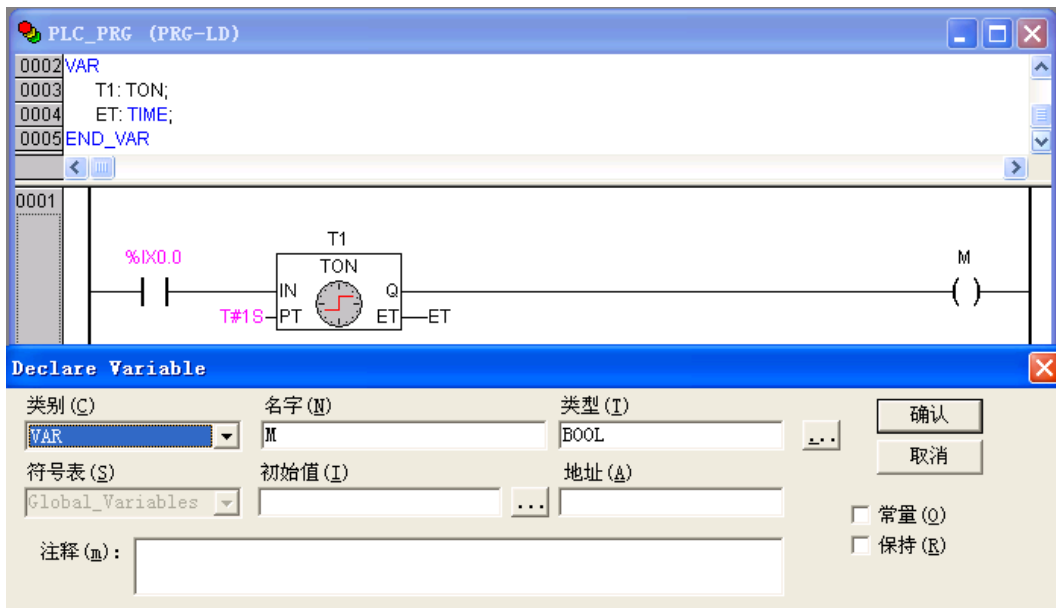 PLC_PRG (PRG-LD)
0002 VAR
0003 T1: TON;
0004 ET: TIME;
0005 END_VAR
0001
T1
%IX0.0 TON M
IN Q
T#1S PT ET ET
Declare Variable
类别(C) 名字(N) 类型(T)
VAR M BOOL ... 确认
取消
符号表(S) 初始值(I) 地址(A)
Global_Variables ...
常量(O)
保持(R)
注释(m):